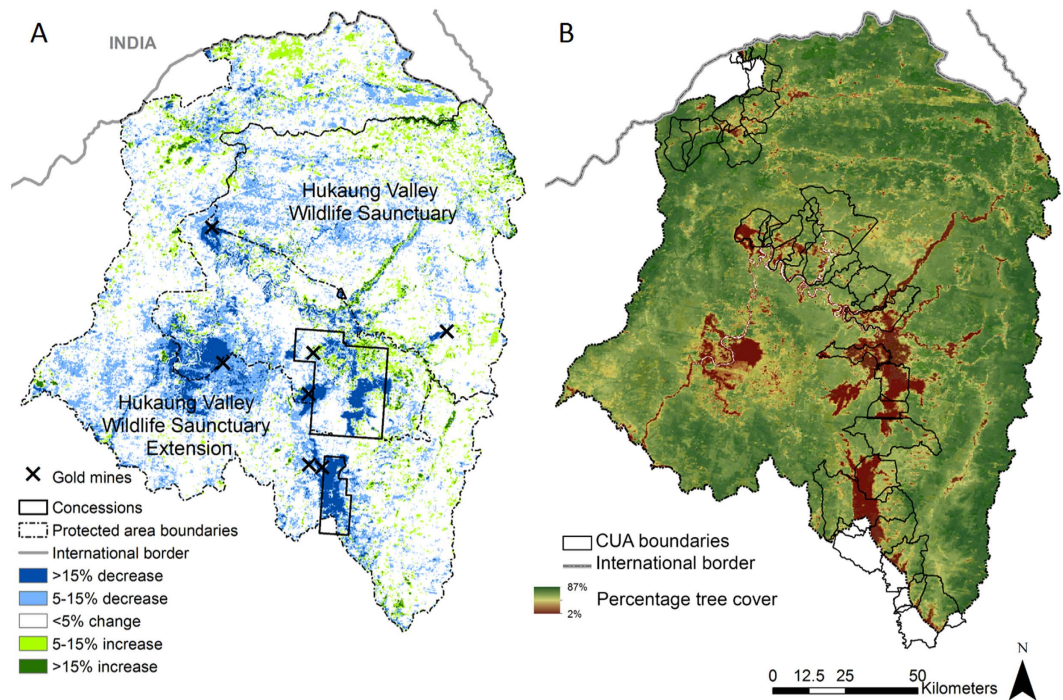 A
INDIA
Hukaung Valley
Wildlife Saunctuary
Hukaung Valley
Wildlife Saunctuary
Extension
Gold mines
Concessions
Protected area boundaries
International border
>15% decrease
5-15% decrease
<5% change
5-15% increase
>15% increase
B
CUA boundaries
International border
87%
2%
Percentage tree cover
N
0 12.5 25 50
Kilometers